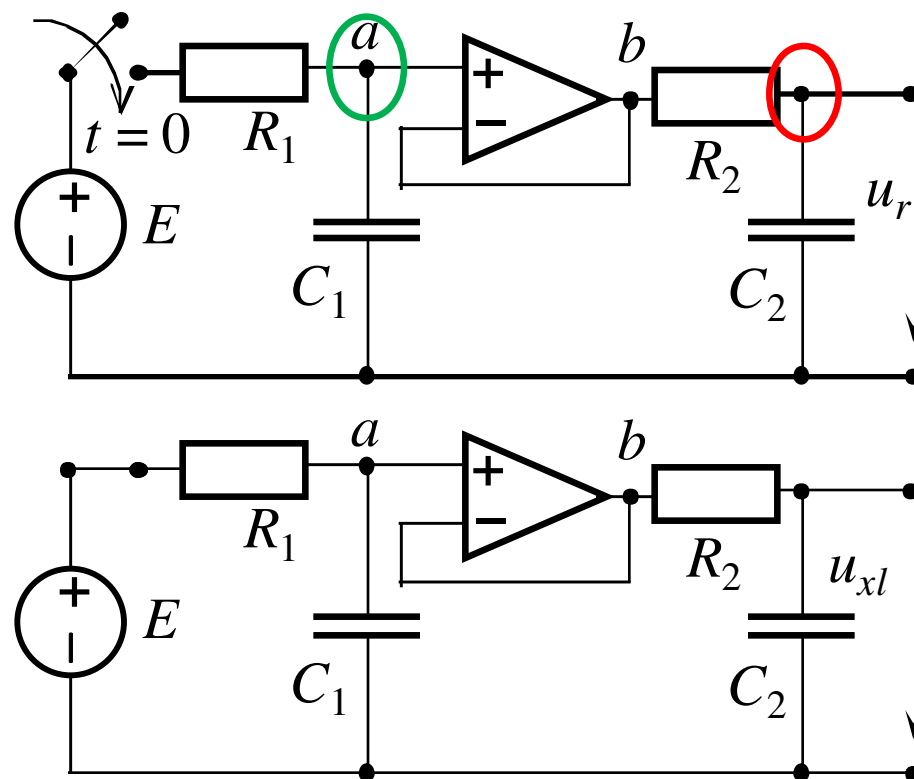 a
b
+
−
t = 0
R₁
R₂
+
−
E
uᵣ
C₁
C₂
a
b
+
−
R₁
R₂
+
−
E
uₓₗ
C₁
C₂